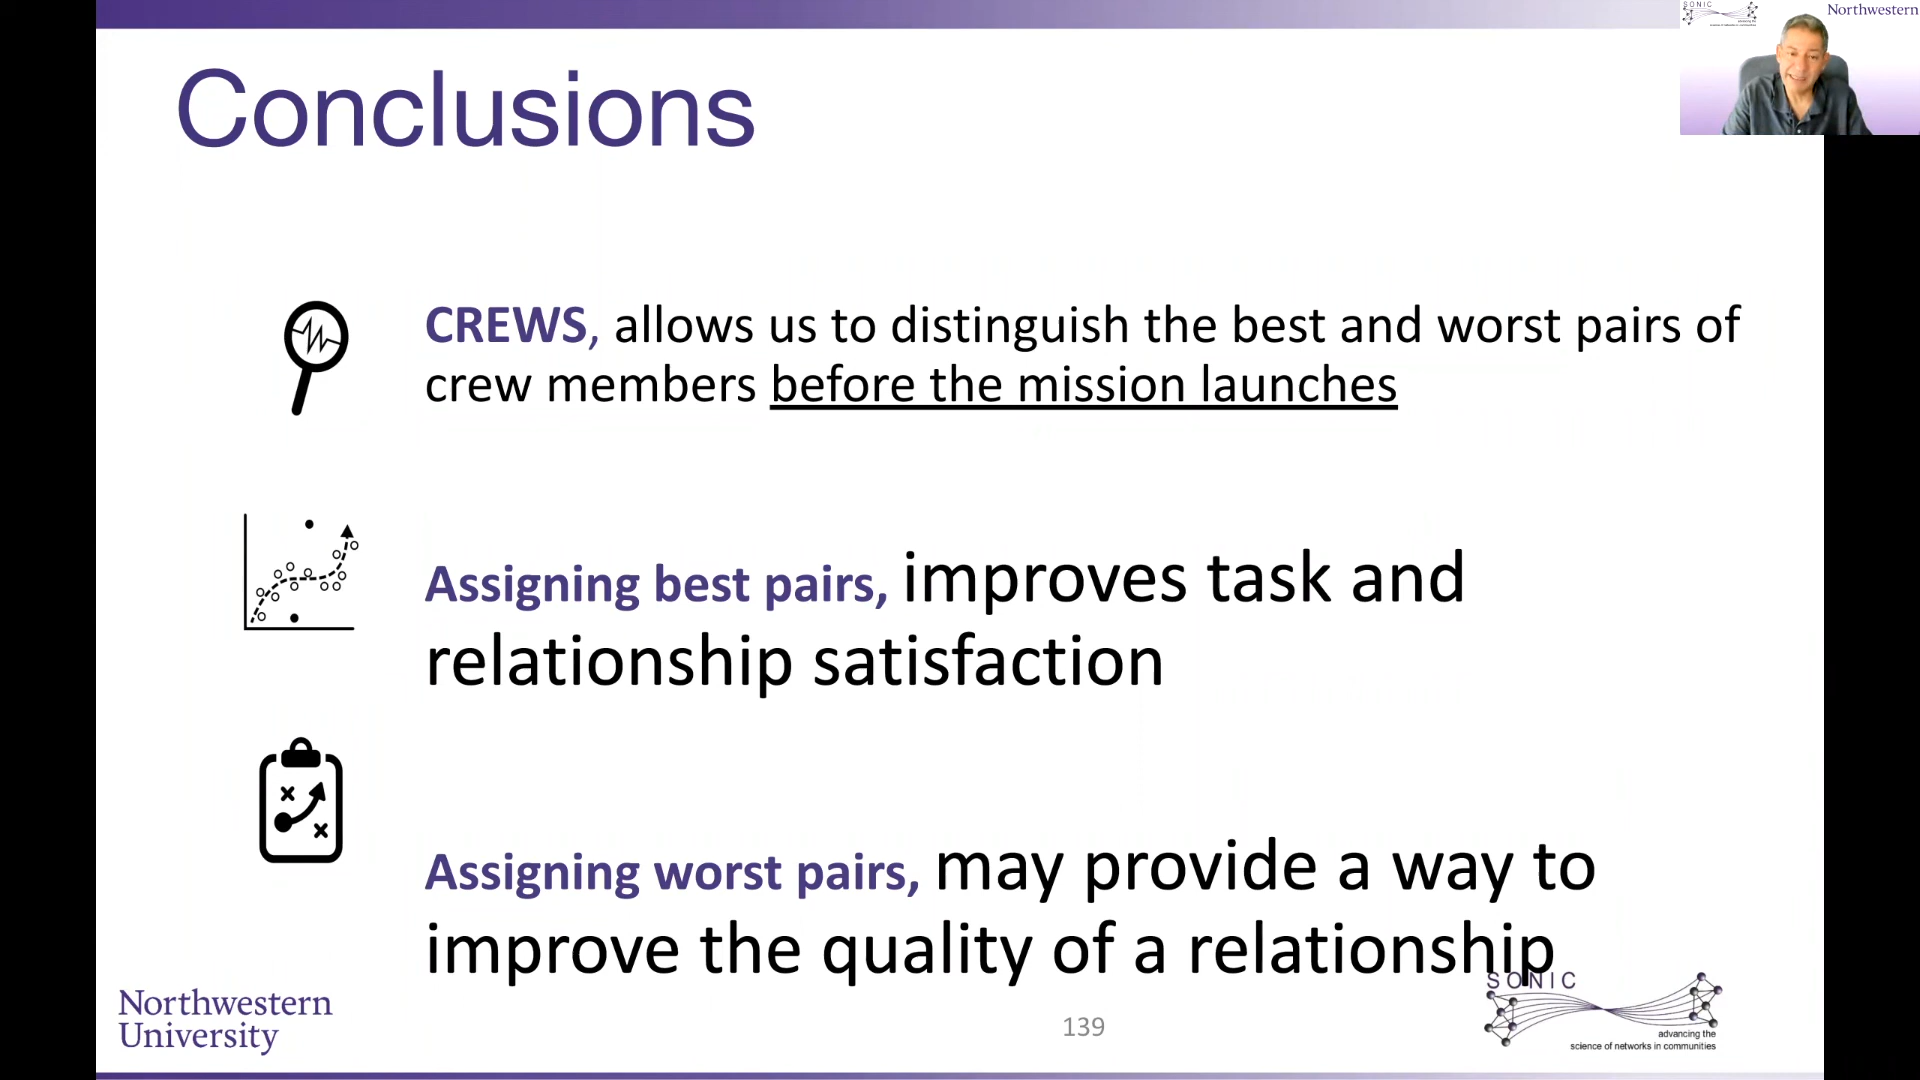 Conclusions
SONIC
Northwestern
CREWS, allows us to distinguish the best and worst pairs of
crew members before the mission launches
Assigning best pairs, improves task and
relationship satisfaction
Assigning worst pairs, may provide a way to
improve the quality of a relationship
Northwestern
University
139
SONIC
advancing the
science of networks in communities